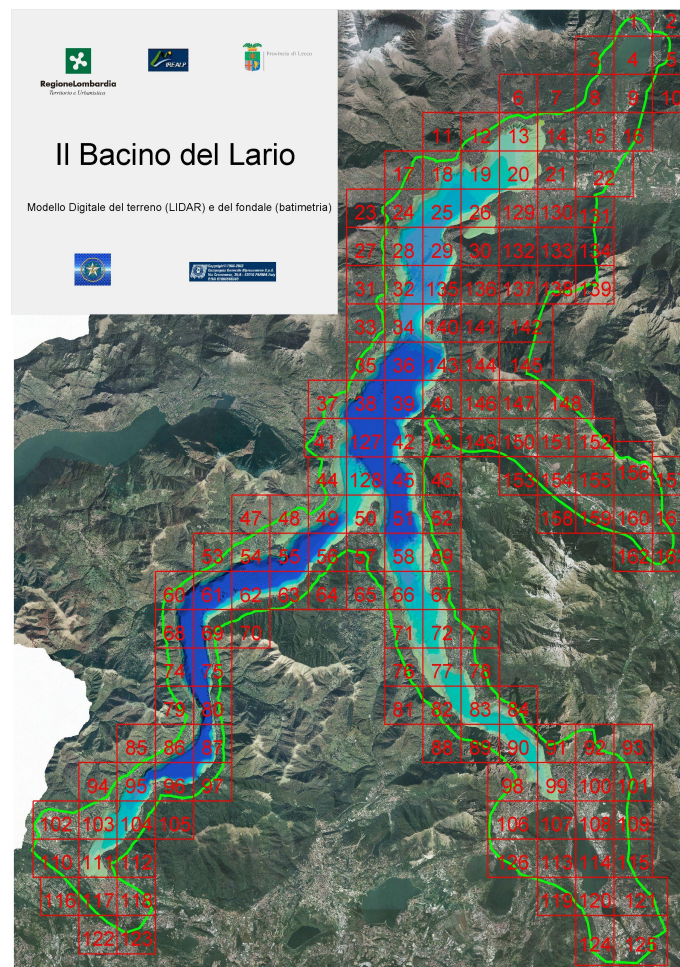 RegioneLombardia
Territorio e Urbanistica
IREALP
Provincia di Lecco
Il Bacino del Lario
Modello Digitale del terreno (LIDAR) e del fondale (batimetria)
1 2
3 4 5
6 7 8 9 10
11 12 13 14 15 16
17 18 19 20 21 22
23 24 25 26 129 130 131
27 28 29 30 132 133 134
31 32 135 136 137 138 139
33 34 140 141 142
35 36 143 144 145
37 38 39 40 146 147 148
41 127 42 43 149 150 151 152
44 128 45 46 153 154 155 156
47 48 49 50 51 52 158 159 160
53 54 55 56 57 58 59 162
60 61 62 63 64 65 66 67
68 69 70 71 72 73
74 75 76 77 78
79 80 81 82 83 84
85 86 87 88 89 90 91 92 93
94 95 96 97 98 99 100 101
102 103 104 105 106 107 108 109
110 111 112 126 113 114 115
116 117 118 119 120 121
122 123 124 125